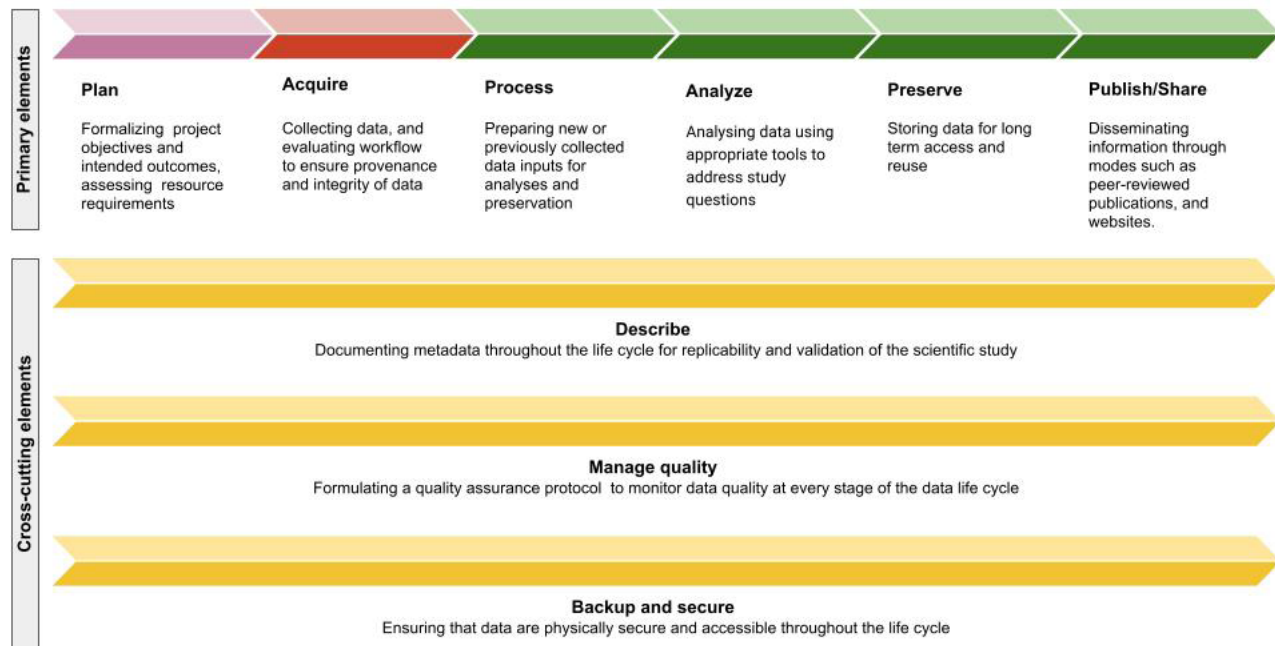 Primary elements
Plan
Formalizing project
objectives and
intended outcomes,
assessing resource
requirements
Acquire
Collecting data, and
evaluating workflow
to ensure provenance
and integrity of data
Process
Preparing new or
previously collected
data inputs for
analyses and
preservation
Analyze
Analysing data using
appropriate tools to
address study
questions
Preserve
Storing data for long
term access and
reuse
Publish/Share
Disseminating
information through
modes such as
peer-reviewed
publications, and
websites.
Cross-cutting elements
Describe
Documenting metadata throughout the life cycle for replicability and validation of the scientific study
Manage quality
Formulating a quality assurance protocol to monitor data quality at every stage of the data life cycle
Backup and secure
Ensuring that data are physically secure and accessible throughout the life cycle